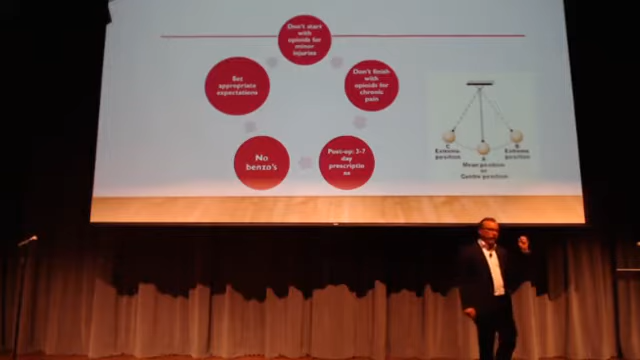 Don't start
with
opioids for
minor
injuries
Don't finish
with
opioids for
chronic
pain
Post-op: 3-7
day
prescriptio
ns
No
benzo's
Set
appropriate
expectations
C
Extreme
position
B
Extreme
position
A
Mean position
or
Centre position